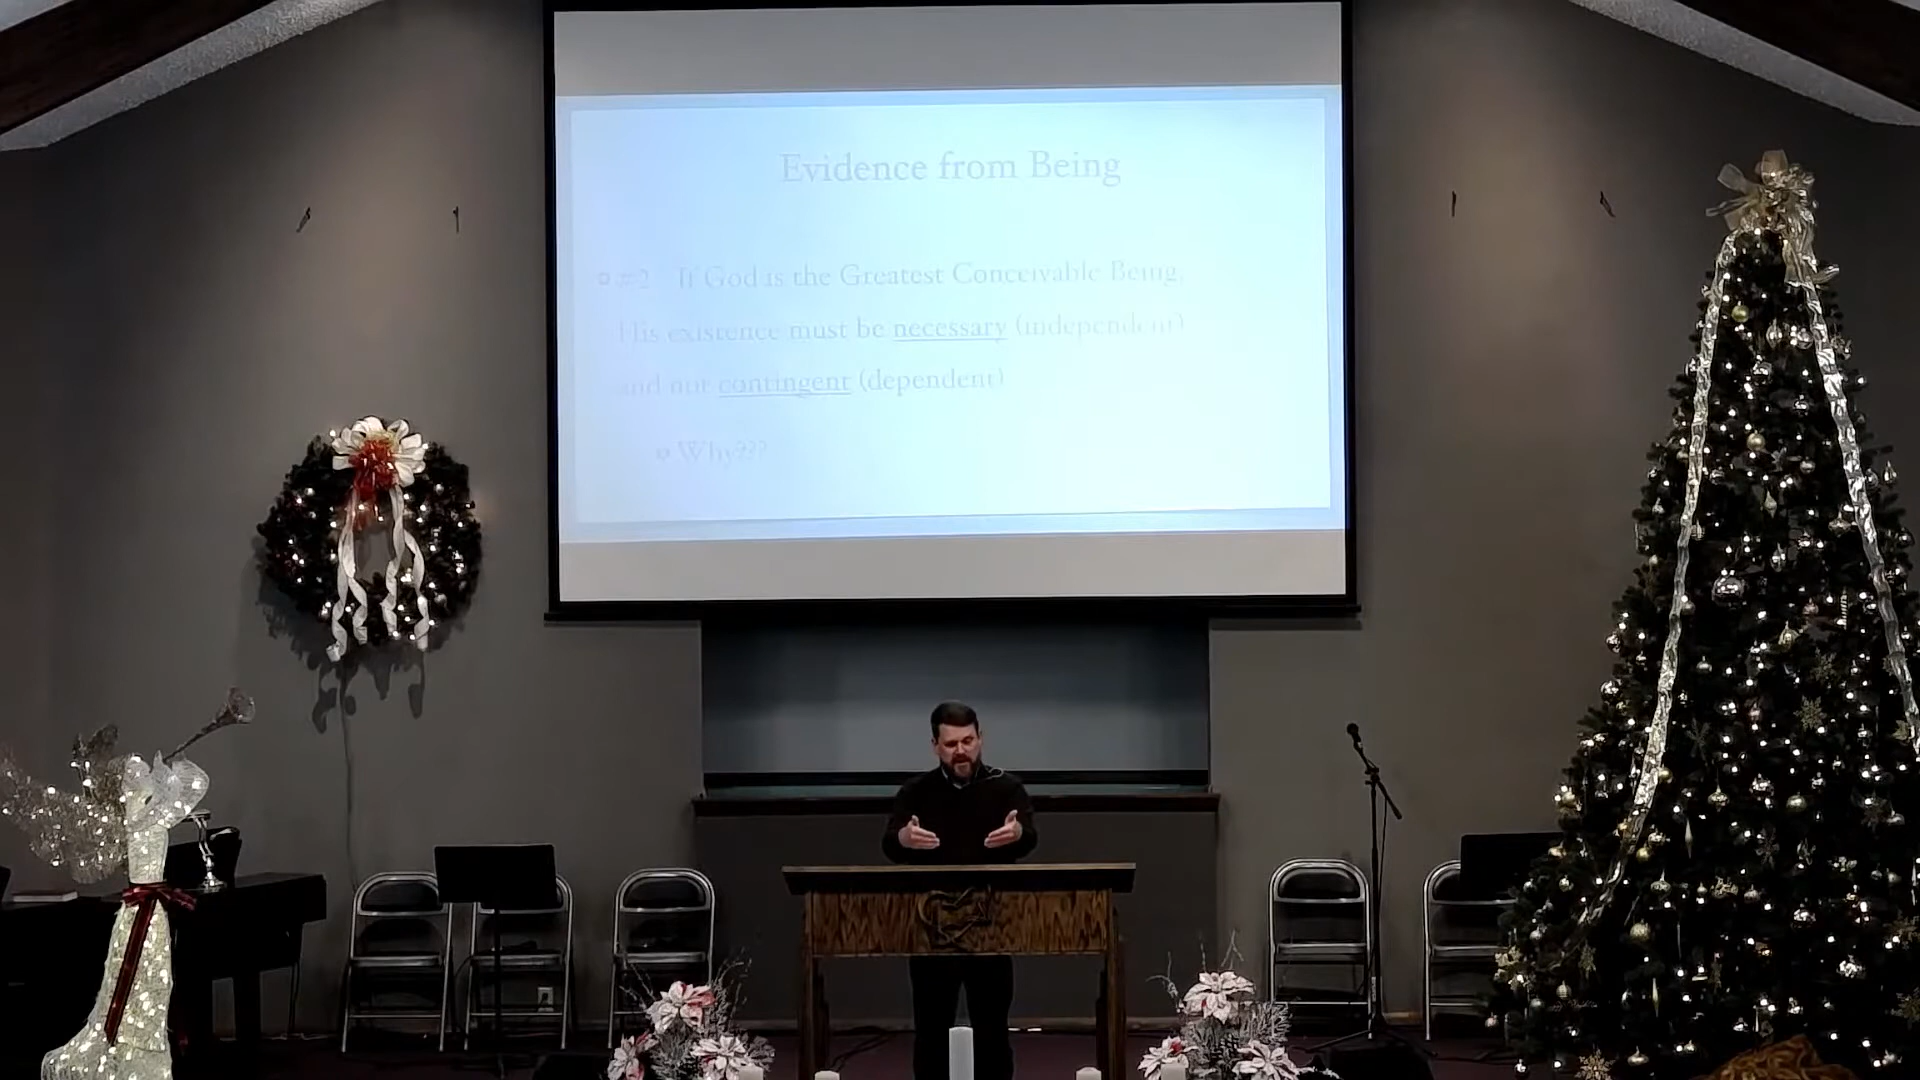 Evidence from Being
#2 If God is the Greatest Conceivable Being,
His existence must be necessary (independent)
and not contingent (dependent)
Why???